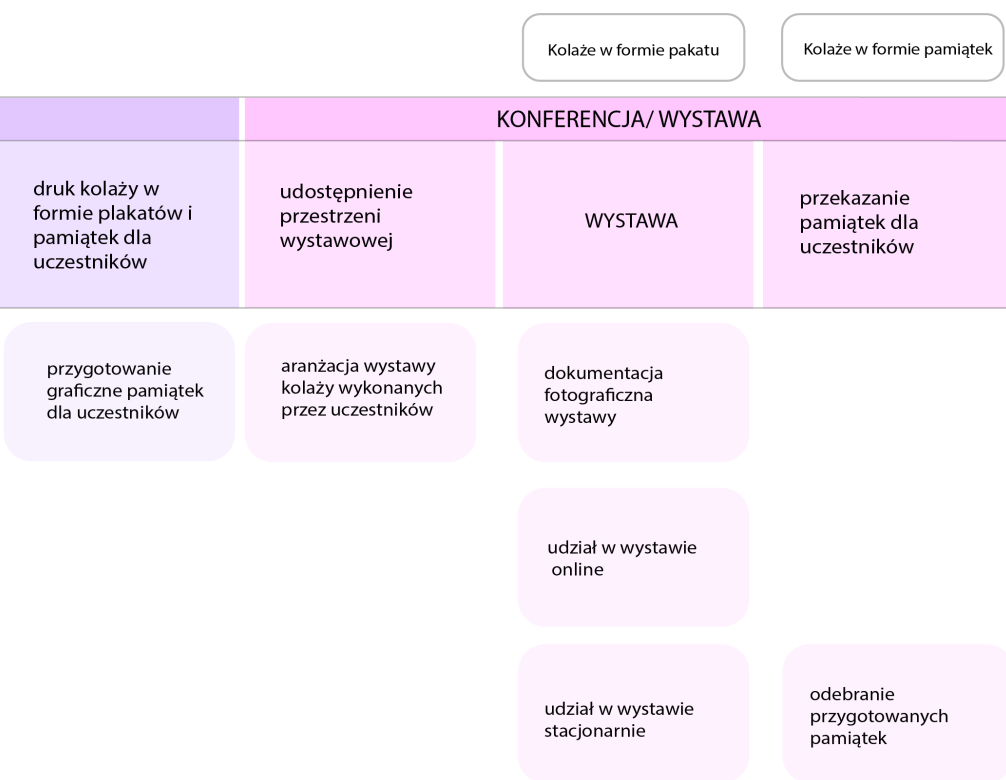 Kolaże w formie pakatu
Kolaże w formie pamiątek
KONFERENCJA/ WYSTAWA
druk kolaży w
formie plakatów i
pamiątek dla
uczestników
udostępnienie
przestrzeni
wystawowej
WYSTAWA
przekazanie
pamiątek dla
uczestników
przygotowanie
graficzne pamiątek
dla uczestników
aranżacja wystawy
kolaży wykonanych
przez uczestników
dokumentacja
fotograficzna
wystawy
udział w wystawie
online
udział w wystawie
stacjonarnie
odebranie
przygotowanych
pamiątek